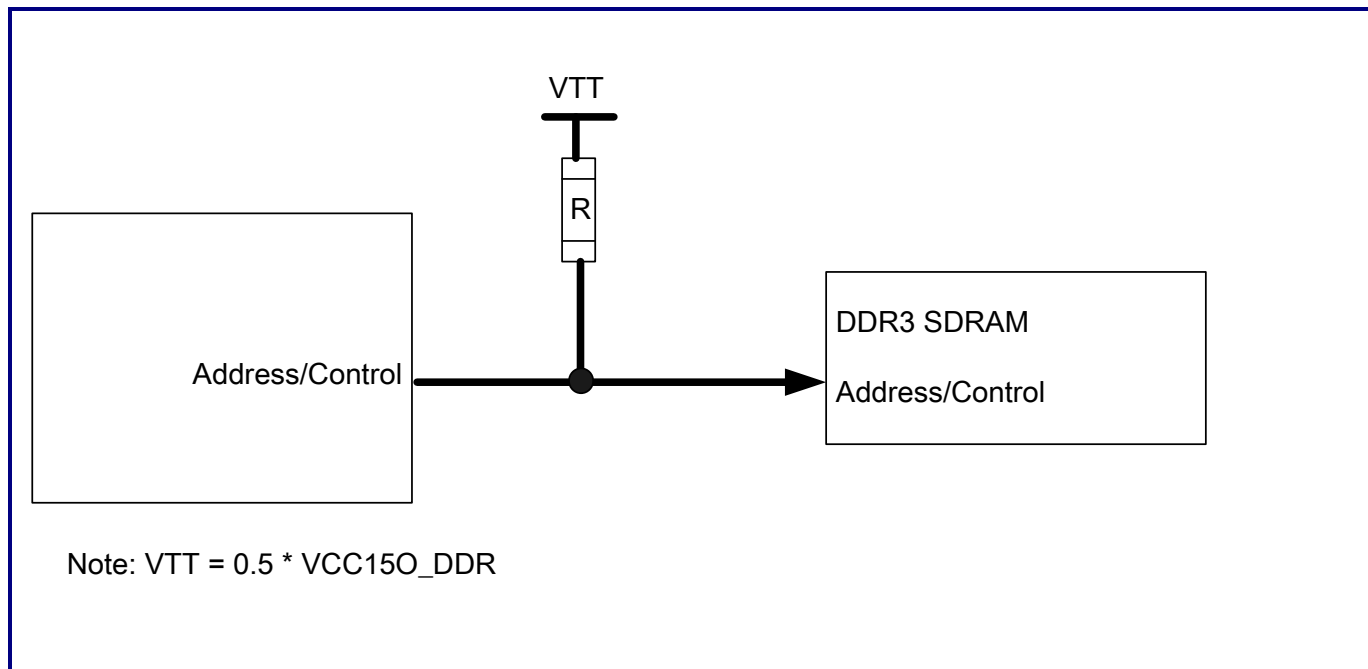 VTT
R
Address/Control
DDR3 SDRAM
Address/Control
Note: VTT = 0.5 * VCC15O_DDR